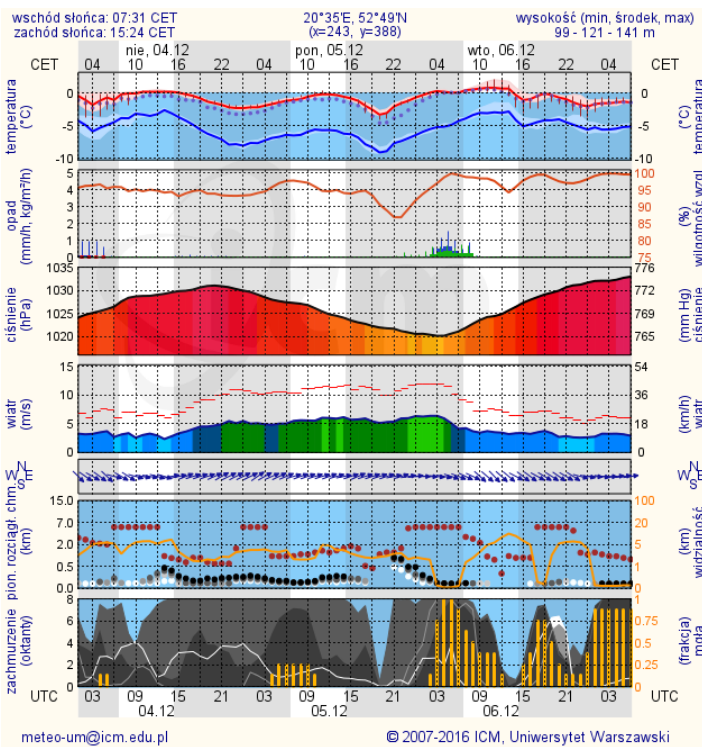 wschód słońca: 07:31 CET 20°35'E, 52°49'N wysokość (min, środek, max)
zachód słońca: 15:24 CET (x=243, y=388) 99 - 121 - 141 m
nie, 04.12 pon, 05.12 wto, 06.12
CET 04 10 16 22 04 10 16 22 04 10 16 22 04 CET
temperatura (°C) 0 -5 -10 0 -5 -10 temperatura (°C)
opad (mm/h, kg/m²/h) 5 4 3 2 1 0 100 95 90 85 80 75 (%) wilgotność wzgl
ciśnienie (hPa) 1035 1030 1025 1020 776 772 769 765 (mm Hg) ciśnienie
wiatr (m/s) 15 10 5 0 54 36 18 0 (km/h) wiatr
N W E S N W E S
pion. rozciągł. chm (km) 15.0 7.0 2.0 0.5 0.0 100 20 5 1 0 (km) widzialność
zachmurzenie (oktanty) 8 6 4 2 0 1 0.75 0.5 0.25 0 (frakcja) mgła
UTC 03 09 15 21 03 09 15 21 03 09 15 21 03 UTC
04.12 05.12 06.12
meteo-um@icm.edu.pl © 2007-2016 ICM, Uniwersytet Warszawski